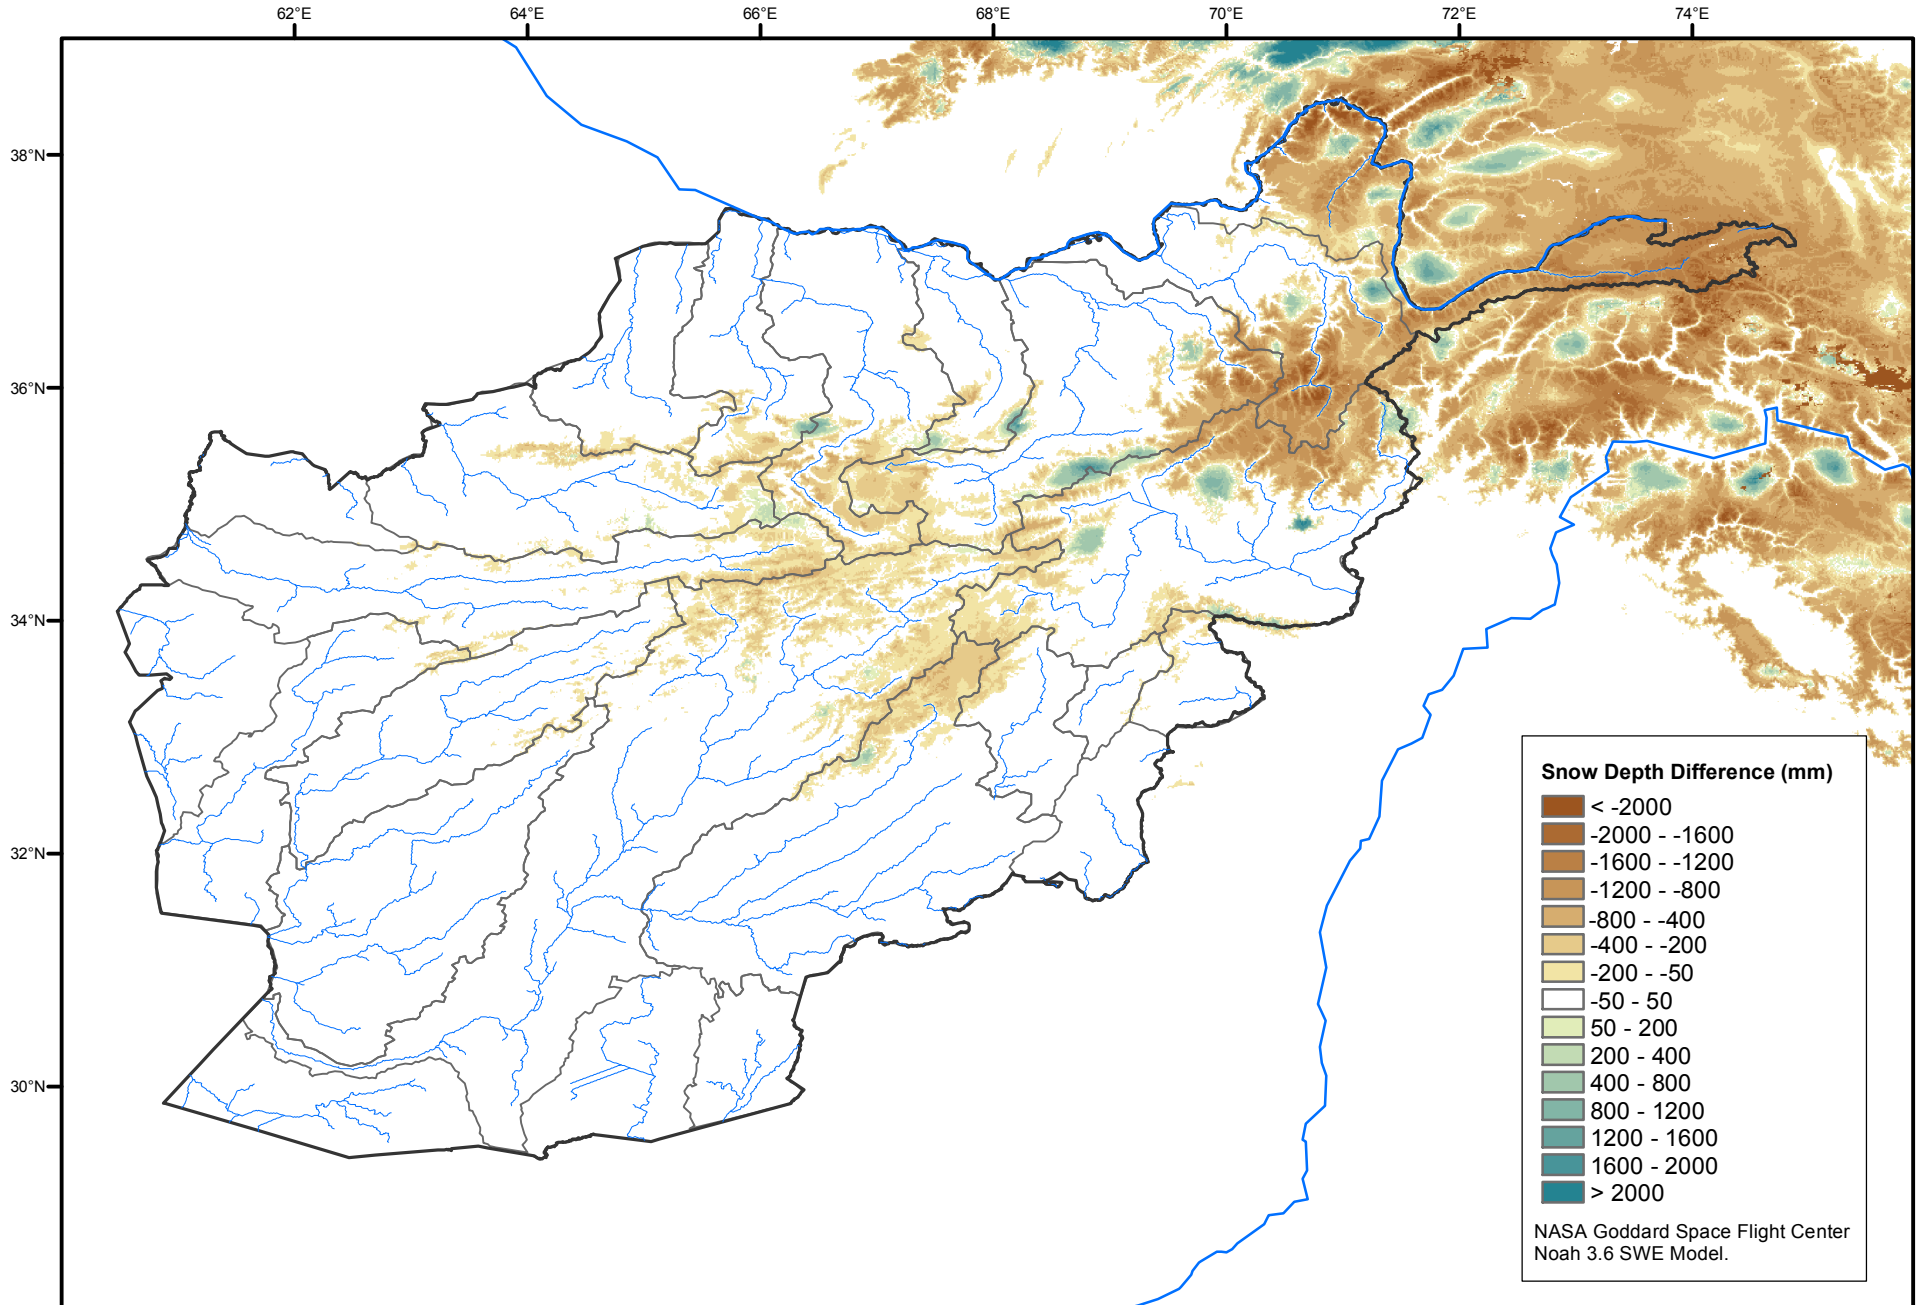 62°E 64°E 66°E 68°E 70°E 72°E 74°E
38°N
36°N
34°N
32°N
30°N
Snow Depth Difference (mm)
< -2000
-2000 - -1600
-1600 - -1200
-1200 - -800
-800 - -400
-400 - -200
-200 - -50
-50 - 50
50 - 200
200 - 400
400 - 800
800 - 1200
1200 - 1600
1600 - 2000
> 2000
NASA Goddard Space Flight Center
Noah 3.6 SWE Model.